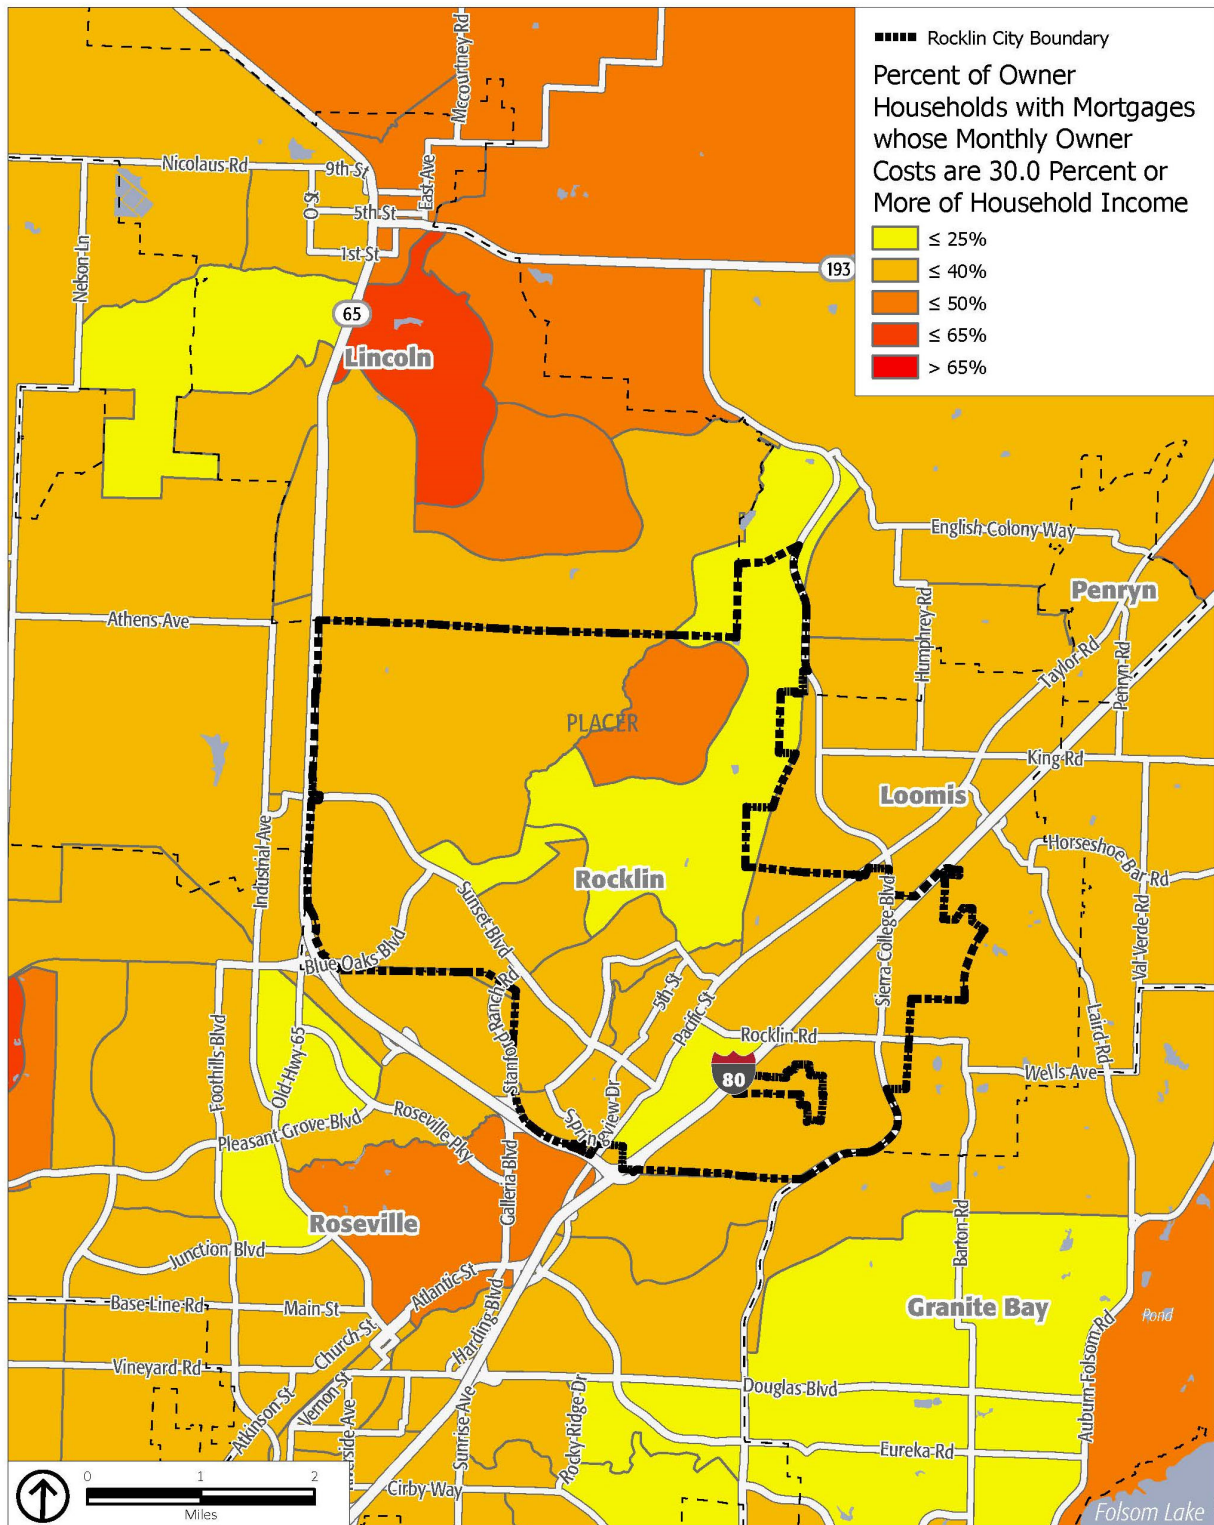 Rocklin City Boundary
Percent of Owner
Households with Mortgages
whose Monthly Owner
Costs are 30.0 Percent or
More of Household Income
≤ 25%
≤ 40%
≤ 50%
≤ 65%
> 65%
Mccourtney Rd
Nicolaus Rd
9th St
East Ave
O St
5th St
1st St
193
Nelson Ln
65
Lincoln
English Colony Way
Penryn
Athens Ave
Humphrey Rd
Taylor Rd
Penryn Rd
PLACER
King Rd
Loomis
Industrial Ave
Horseshoe Bar Rd
Rocklin
Sunset Blvd
Sierra College Blvd
Val Verde Rd
Blue Oaks Blvd
Stanford Ranch Rd
5th St
Pacific St
Rocklin Rd
Laird Rd
Foothills Blvd
Old Hwy 65
80
Wells Ave
Springview Dr
Pleasant Grove Blvd
Roseville Pky
Galleria Blvd
Roseville
Barton Rd
Junction Blvd
Atlantic St
Base Line Rd
Main St
Granite Bay
Pond
Church St
Harding Blvd
Auburn Folsom Rd
Vineyard Rd
Vernon St
Douglas Blvd
Atkinson St
Riverside Ave
Sunrise Ave
Rocky Ridge Dr
Eureka Rd
Cirby Way
0 1 2
Miles
Folsom Lake